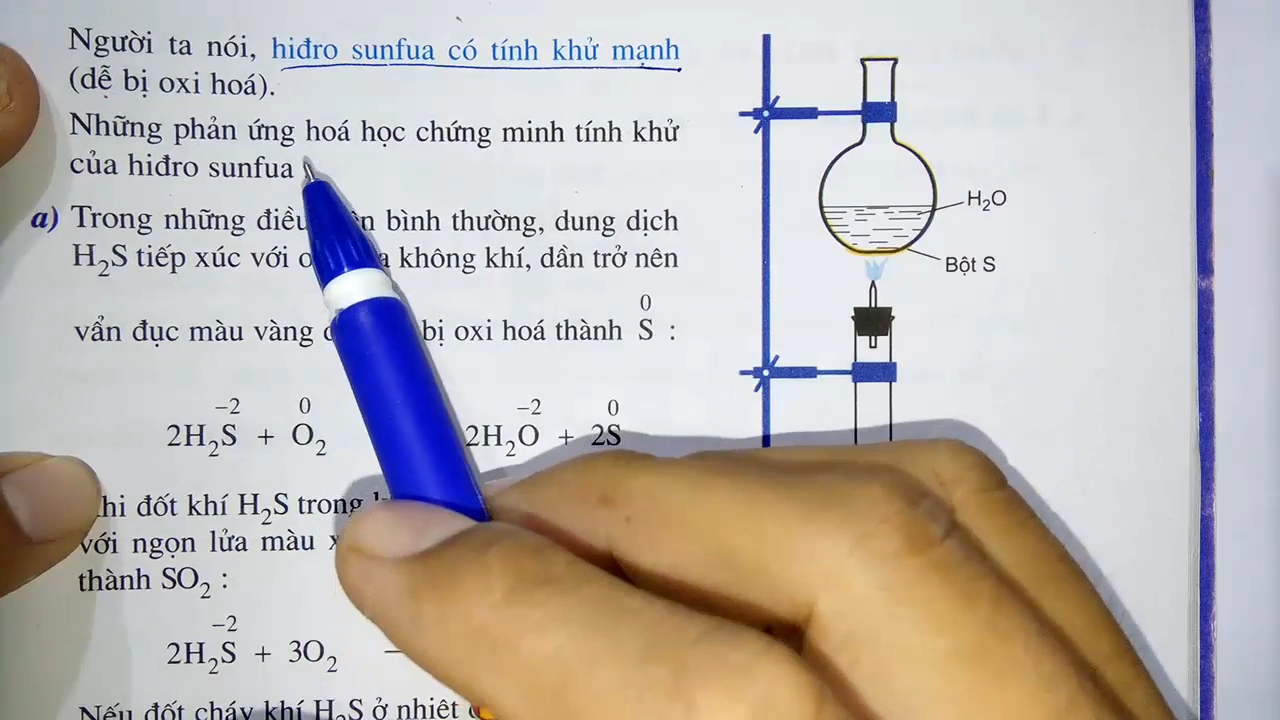 Người ta nói, hiđro sunfua có tính khử mạnh
(dễ bị oxi hoá).
Những phản ứng hoá học chứng minh tính khử
của hiđro sunfua
a) Trong những bình thường, dung dịch
H₂S tiếp xúc với không khí, dần trở nên
0
vẩn đục màu vàng bị oxi hoá thành S :
−2 0 −2 0
2H₂S + O₂ 2H₂O + 2S
đốt khí H₂S trong
với ngọn lửa màu
thành SO₂ :
−2
2H₂S + 3O₂
Nếu đốt cháy khí H₂S ở
H₂O
Bột S